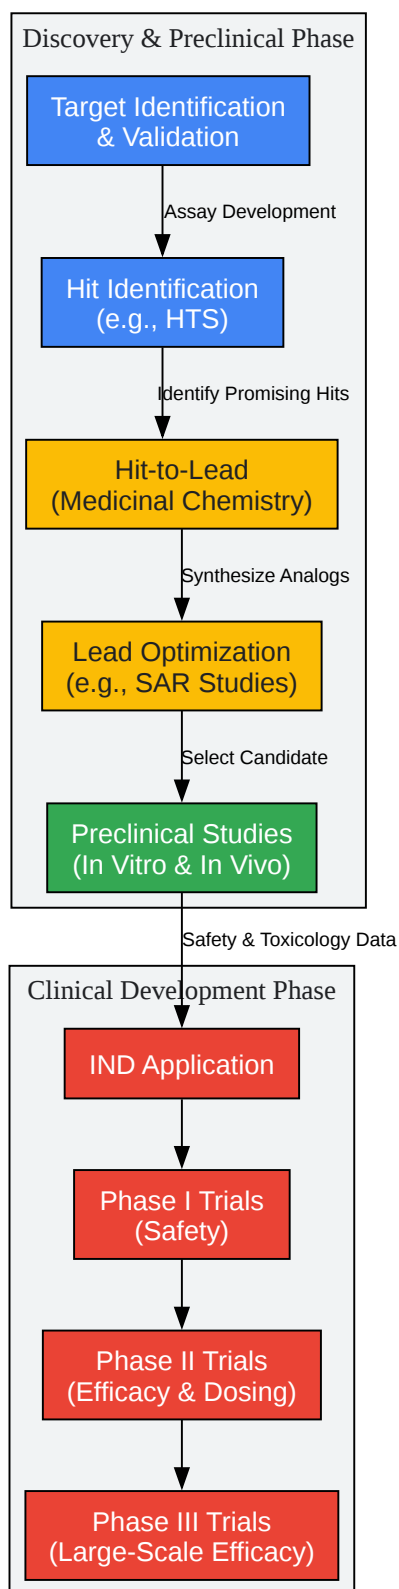 Discovery & Preclinical Phase
Target Identification
& Validation
Assay Development
Hit Identification
(e.g., HTS)
Identify Promising Hits
Hit-to-Lead
(Medicinal Chemistry)
Synthesize Analogs
Lead Optimization
(e.g., SAR Studies)
Select Candidate
Preclinical Studies
(In Vitro & In Vivo)
Safety & Toxicology Data
Clinical Development Phase
IND Application
Phase I Trials
(Safety)
Phase II Trials
(Efficacy & Dosing)
Phase III Trials
(Large-Scale Efficacy)